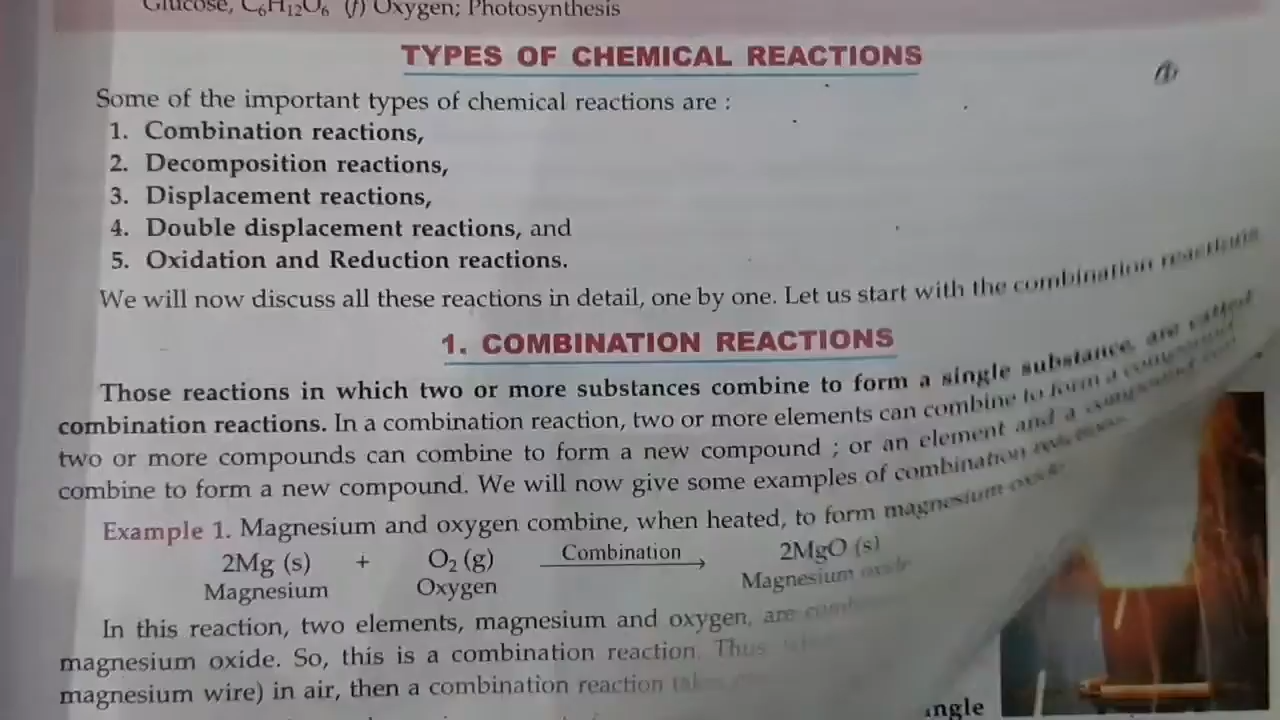 Glucose, C₆H₁₂O₆ (f) Oxygen; Photosynthesis
TYPES OF CHEMICAL REACTIONS
Some of the important types of chemical reactions are :
1. Combination reactions,
2. Decomposition reactions,
3. Displacement reactions,
4. Double displacement reactions, and
5. Oxidation and Reduction reactions.
We will now discuss all these reactions in detail, one by one. Let us start with the combination reactions
1. COMBINATION REACTIONS
Those reactions in which two or more substances combine to form a single substance, are called
combination reactions. In a combination reaction, two or more elements can combine to form a compound
two or more compounds can combine to form a new compound ; or an element and a compound can
combine to form a new compound. We will now give some examples of combination reactions.
Example 1. Magnesium and oxygen combine, when heated, to form magnesium oxide
2Mg (s) + O₂ (g) Combination→ 2MgO (s)
Magnesium Oxygen Magnesium oxide
In this reaction, two elements, magnesium and oxygen, are
magnesium oxide. So, this is a combination reaction. Thus
magnesium wire) in air, then a combination reaction